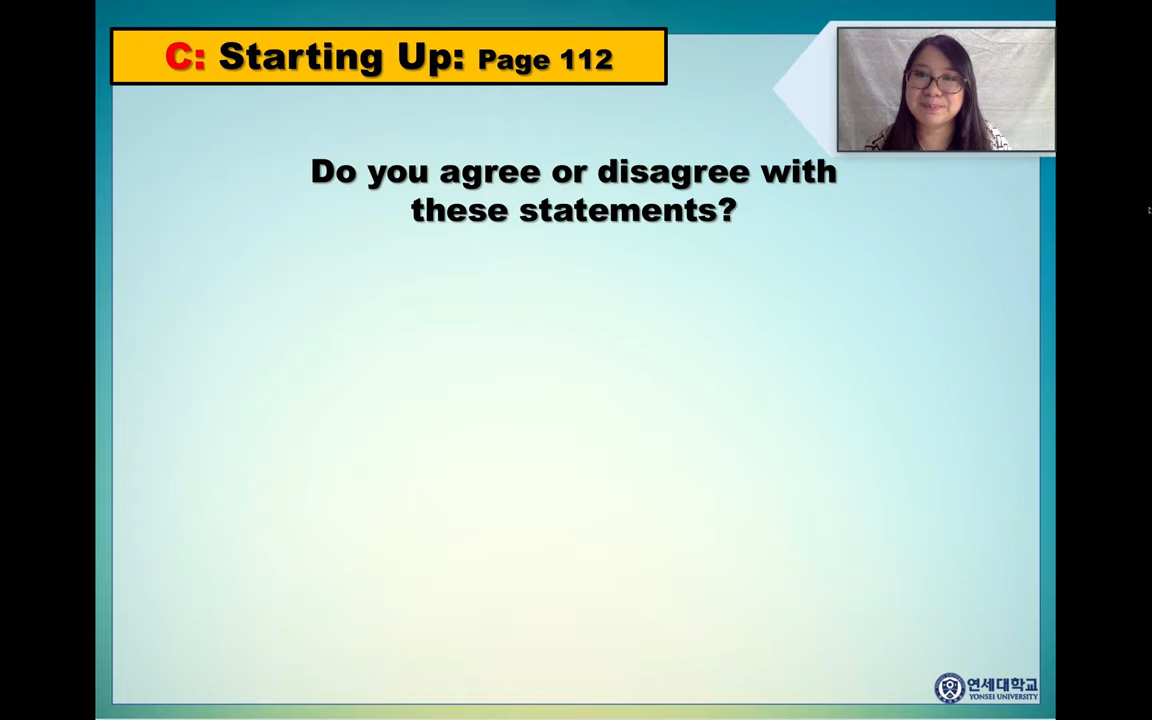 C: Starting Up: Page 112
Do you agree or disagree with
these statements?
연세대학교
YONSEI UNIVERSITY